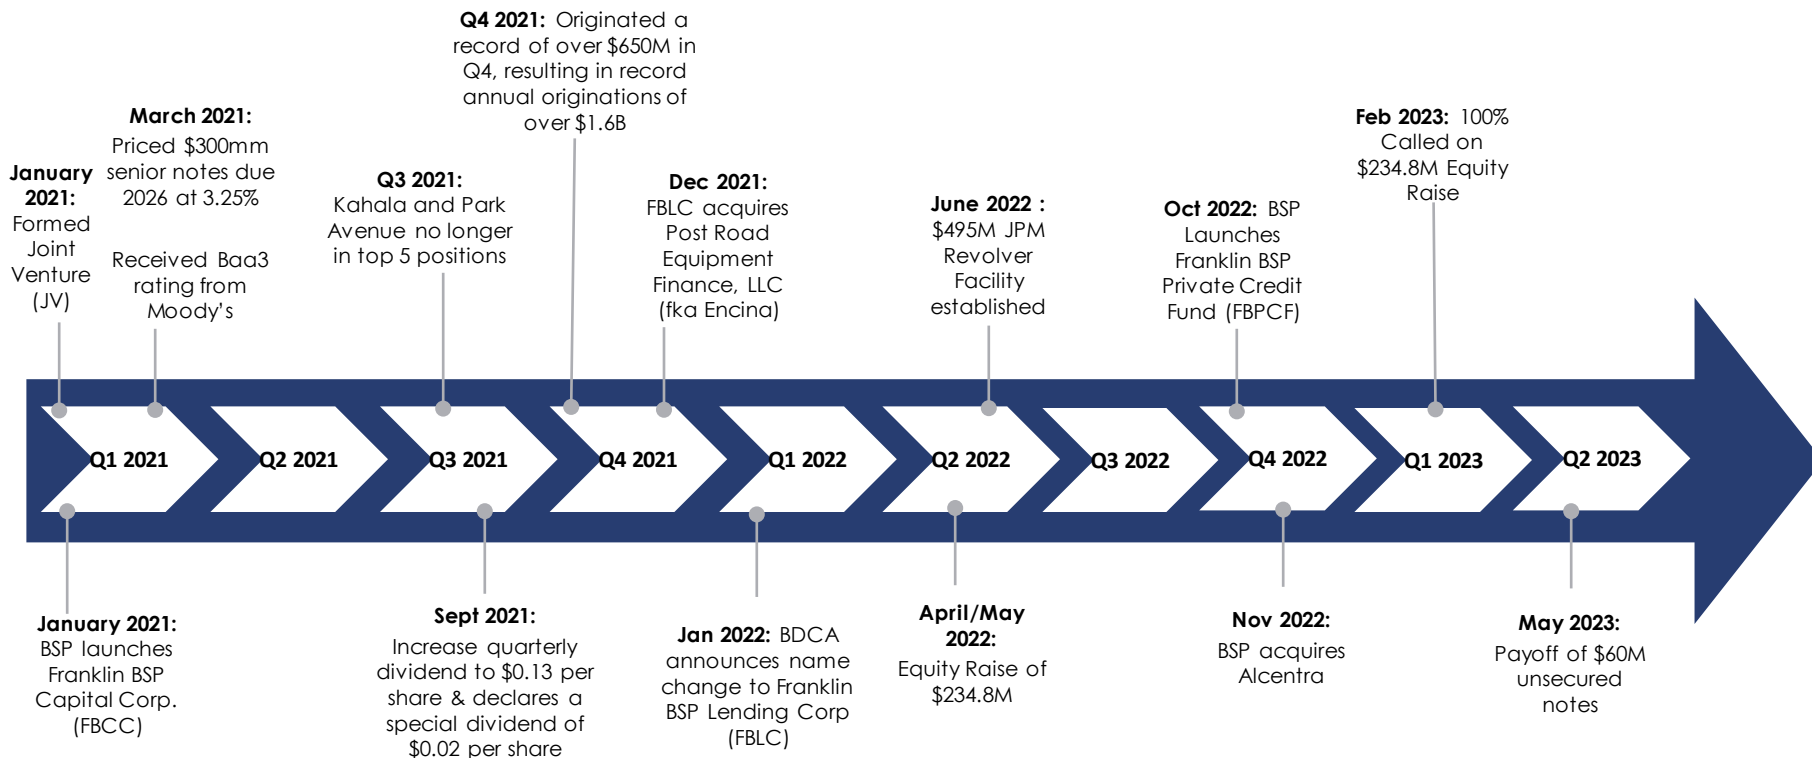 Q4 2021: Originated a
record of over $650M in
Q4, resulting in record
annual originations of
over $1.6B
March 2021:
Priced $300mm
senior notes due
2026 at 3.25%
Received Baa3
rating from
Moody's
January
2021:
Formed
Joint
Venture
(JV)
Q3 2021:
Kahala and Park
Avenue no longer
in top 5 positions
Dec 2021:
FBLC acquires
Post Road
Equipment
Finance, LLC
(fka Encina)
June 2022 :
$495M JPM
Revolver
Facility
established
Oct 2022: BSP
Launches
Franklin BSP
Private Credit
Fund (FBPCF)
Feb 2023: 100%
Called on
$234.8M Equity
Raise
Q1 2021
Q2 2021
Q3 2021
Q4 2021
Q1 2022
Q2 2022
Q3 2022
Q4 2022
Q1 2023
Q2 2023
January 2021:
BSP launches
Franklin BSP
Capital Corp.
(FBCC)
Sept 2021:
Increase quarterly
dividend to $0.13 per
share & declares a
special dividend of
$0.02 per share
Jan 2022: BDCA
announces name
change to Franklin
BSP Lending Corp
(FBLC)
April/May
2022:
Equity Raise of
$234.8M
Nov 2022:
BSP acquires
Alcentra
May 2023:
Payoff of $60M
unsecured
notes